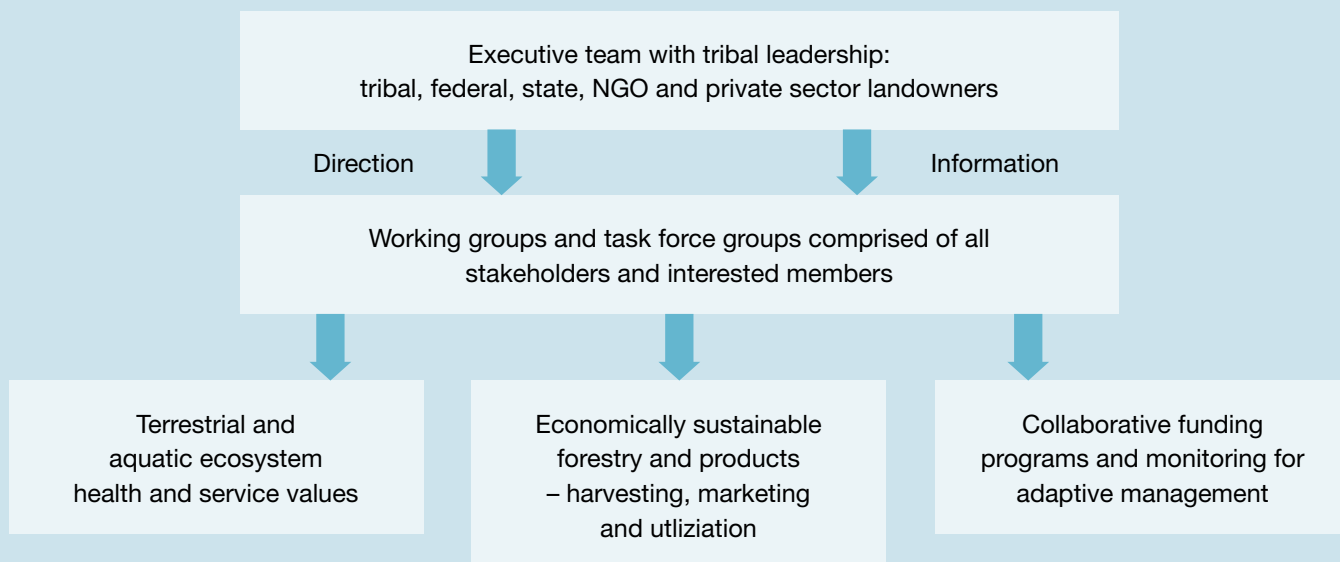 Executive team with tribal leadership:
tribal, federal, state, NGO and private sector landowners
Direction
Information
Working groups and task force groups comprised of all
stakeholders and interested members
Terrestrial and
aquatic ecosystem
health and service values
Economically sustainable
forestry and products
– harvesting, marketing
and utliziation
Collaborative funding
programs and monitoring for
adaptive management